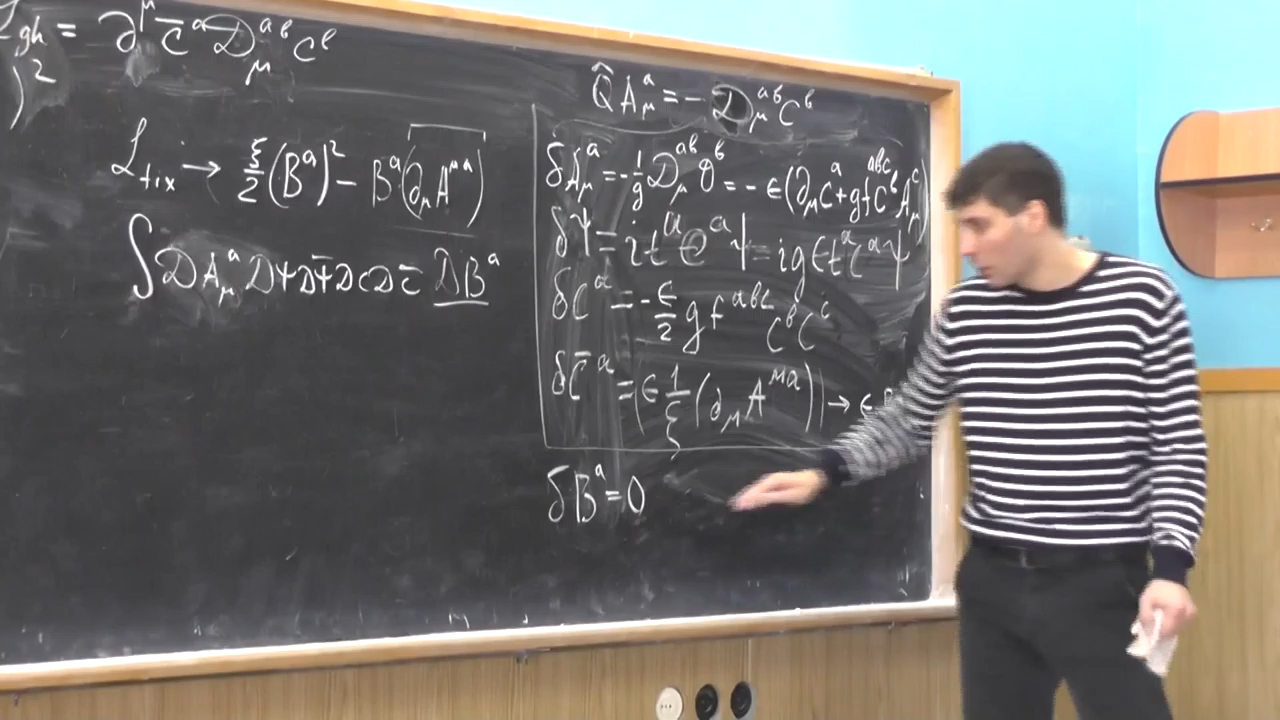 gh = ∂^μ c̄^a D_μ^{ab} c^b
)^2
ℒ_fix → ξ/2 (B^a)^2 − B^a(∂_μ A^{μa})
∫ DA_μ^a Dψ Dψ̄ Dc Dc̄ DB^a
Q̂ A_μ^a = − D_μ^{ab} C^b
δA_μ^a = −1/g D_μ^{ab} θ^b = − ϵ(∂_μ C^a + g f^{abc} C^b A_μ^c)
δψ = i t^a Θ^a ψ = i g ϵ t^a C^a ψ
δC^a = −ϵ/2 g f^{abc} C^b C^c
δC̄^a = (ϵ 1/ξ (∂_μ A^{μa})) → ϵ
δB^a = 0